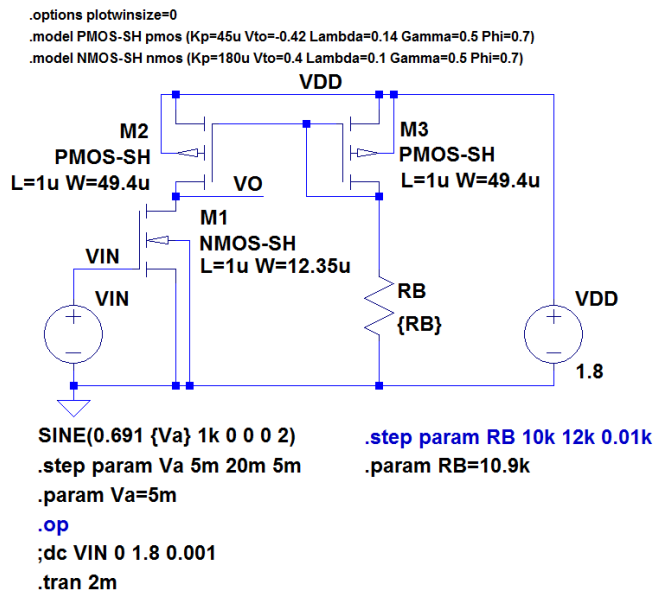 .options plotwinsize=0
.model PMOS-SH pmos (Kp=45u Vto=-0.42 Lambda=0.14 Gamma=0.5 Phi=0.7)
.model NMOS-SH nmos (Kp=180u Vto=0.4 Lambda=0.1 Gamma=0.5 Phi=0.7)
VDD
M2
PMOS-SH
L=1u W=49.4u
M3
PMOS-SH
L=1u W=49.4u
VO
M1
NMOS-SH
L=1u W=12.35u
VIN
VIN
RB
{RB}
VDD
1.8
SINE(0.691 {Va} 1k 0 0 0 2)
.step param Va 5m 20m 5m
.param Va=5m
.op
;dc VIN 0 1.8 0.001
.tran 2m
.step param RB 10k 12k 0.01k
.param RB=10.9k